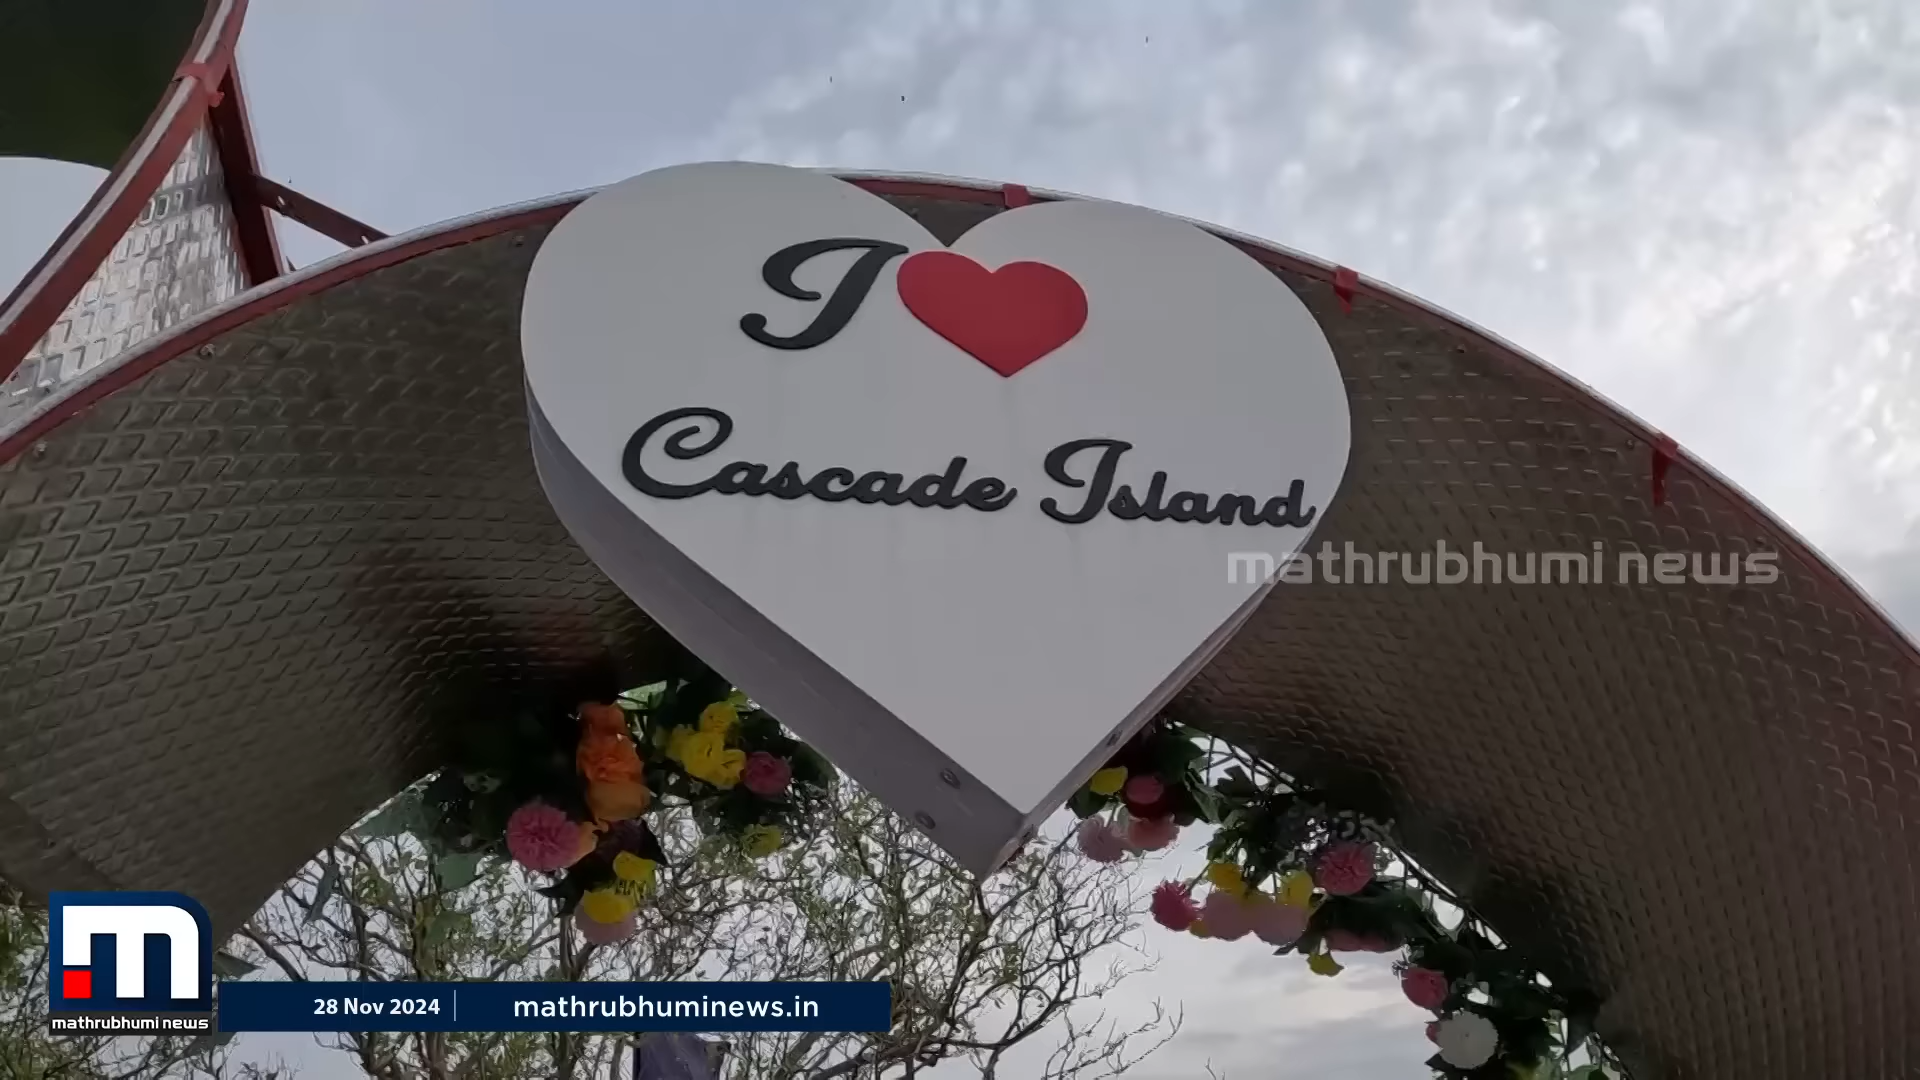 I
Cascade Island
mathrubhumi news
28 Nov 2024
mathrubhuminews.in
m
mathrubhumi news